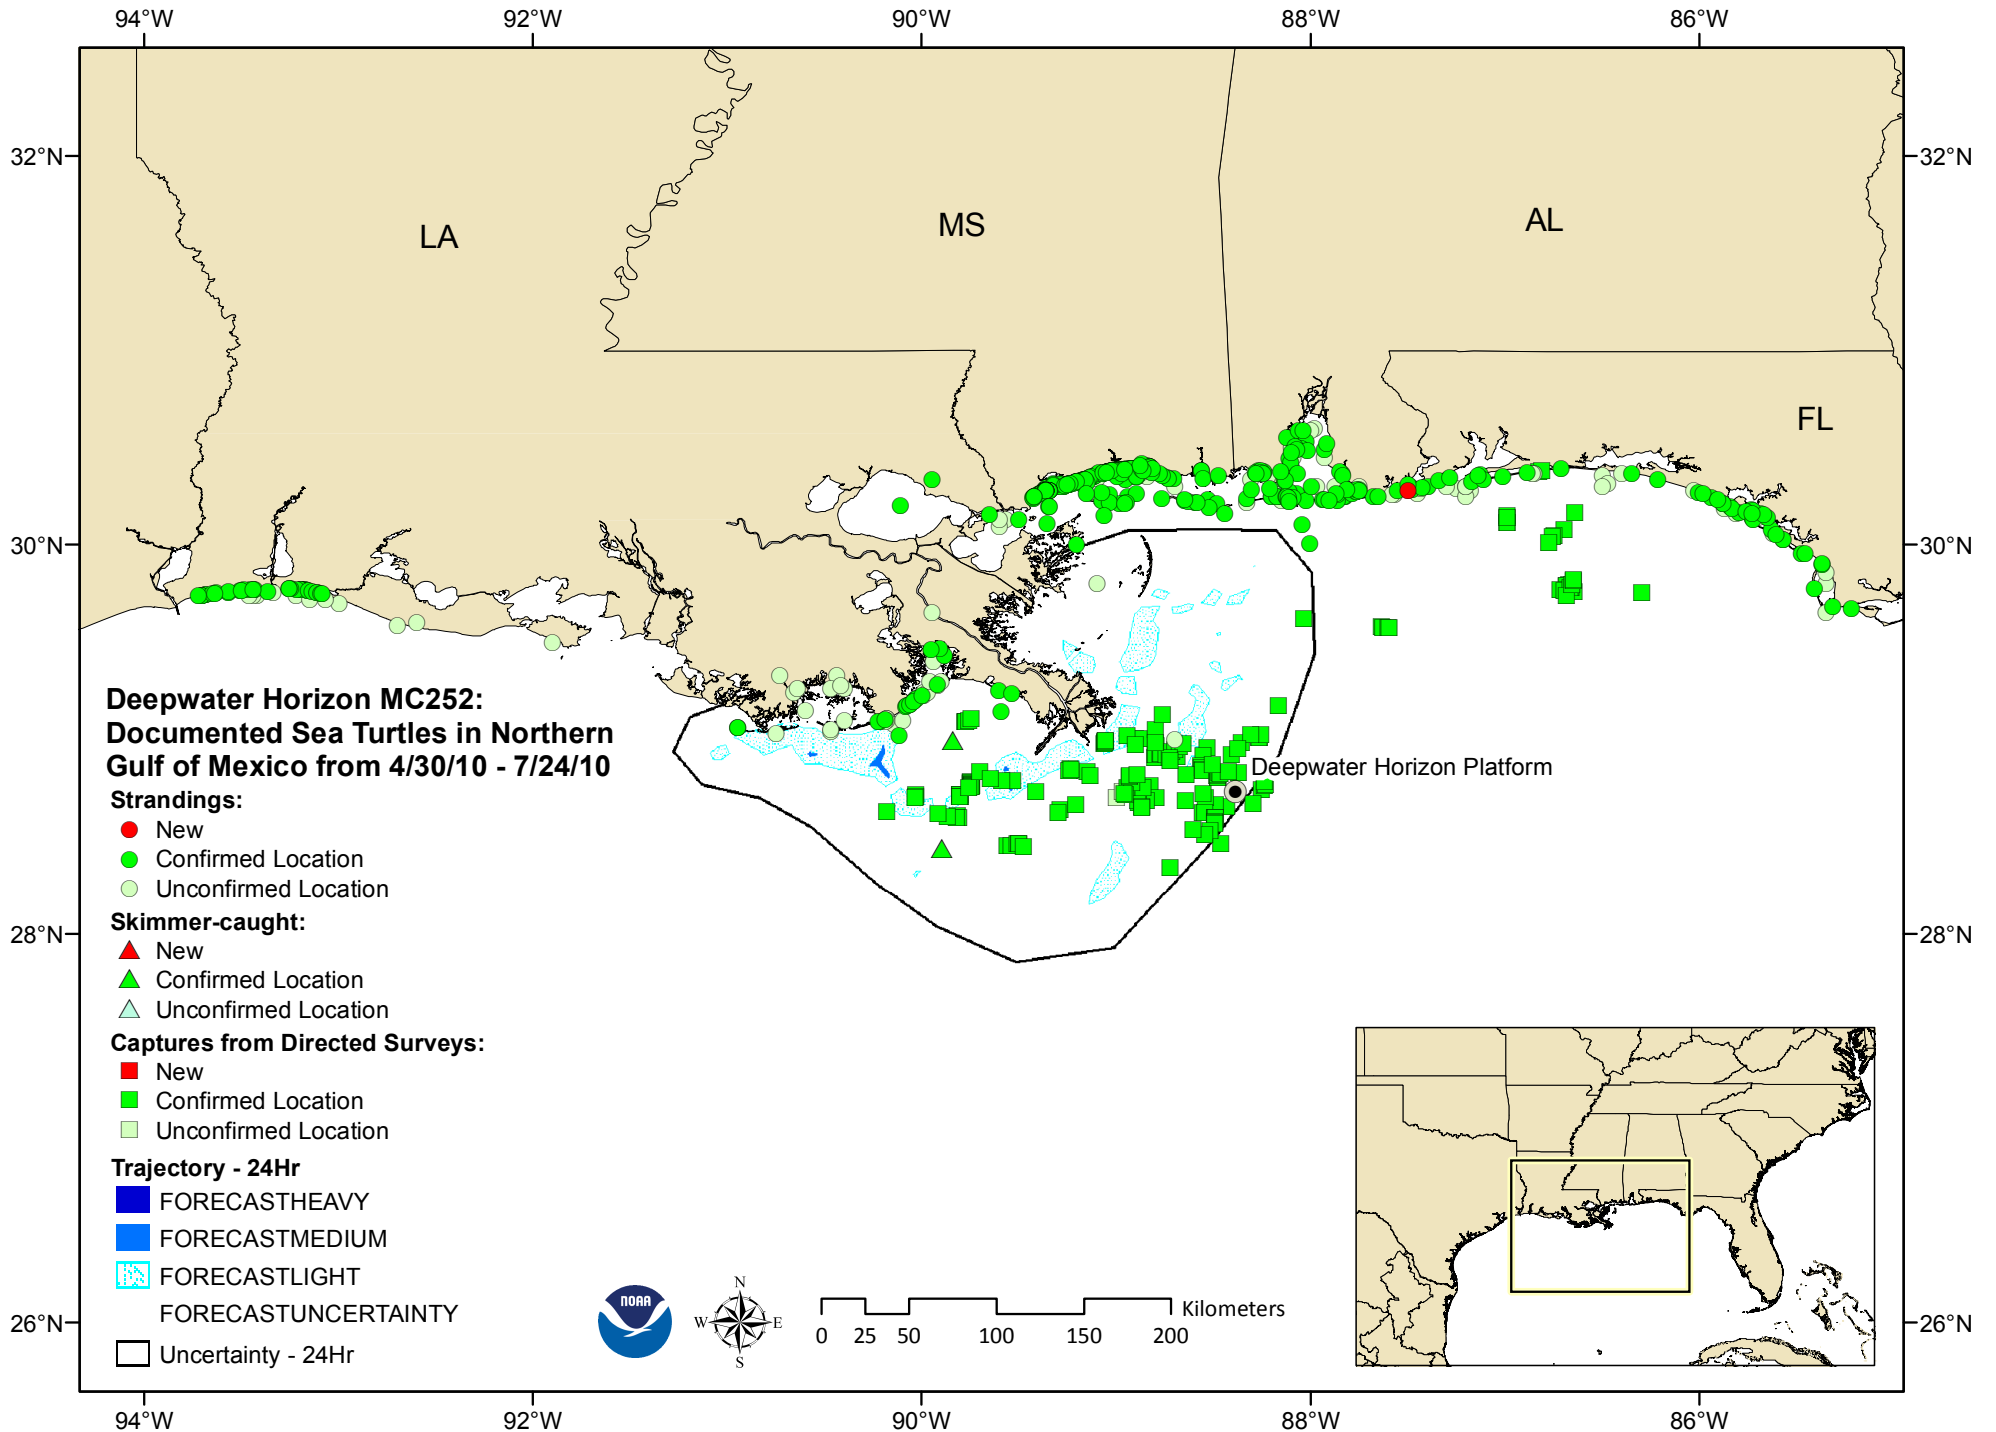 94°W 92°W 90°W 88°W 86°W
32°N 32°N
LA MS AL
FL
30°N 30°N
Deepwater Horizon MC252:
Documented Sea Turtles in Northern
Gulf of Mexico from 4/30/10 - 7/24/10
Deepwater Horizon Platform
Strandings:
New
Confirmed Location
Unconfirmed Location
Skimmer-caught:
New
Confirmed Location
Unconfirmed Location
28°N 28°N
Captures from Directed Surveys:
New
Confirmed Location
Unconfirmed Location
Trajectory - 24Hr
FORECASTHEAVY
FORECASTMEDIUM
FORECASTLIGHT
FORECASTUNCERTAINTY
Uncertainty - 24Hr
NOAA
N
W E
S
Kilometers
0 25 50 100 150 200
26°N 26°N
94°W 92°W 90°W 88°W 86°W